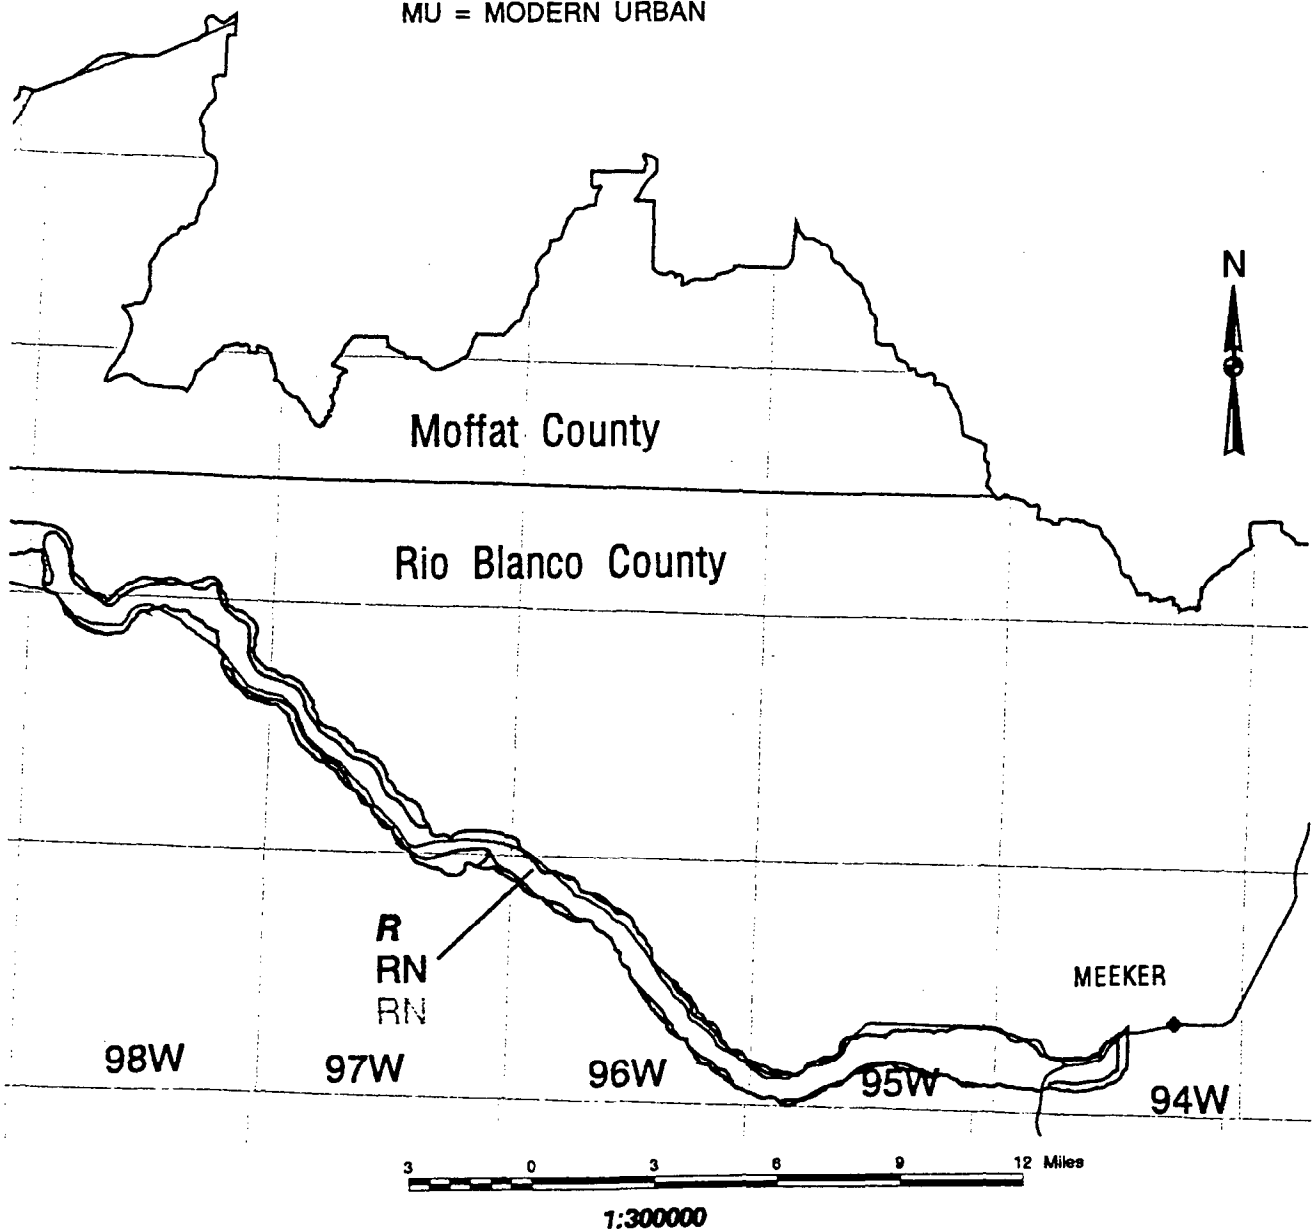 MU = MODERN URBAN
N
Moffat County
Rio Blanco County
R
RN
RN
MEEKER
98W
97W
96W
95W
94W
3 0 3 6 9 12 Miles
1:300000